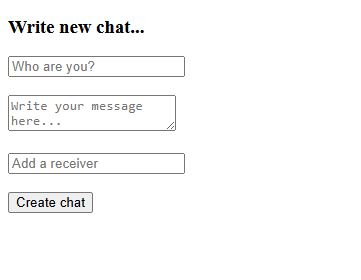 Write new chat...
Who are you?
Write your message
here...
Add a receiver
Create chat